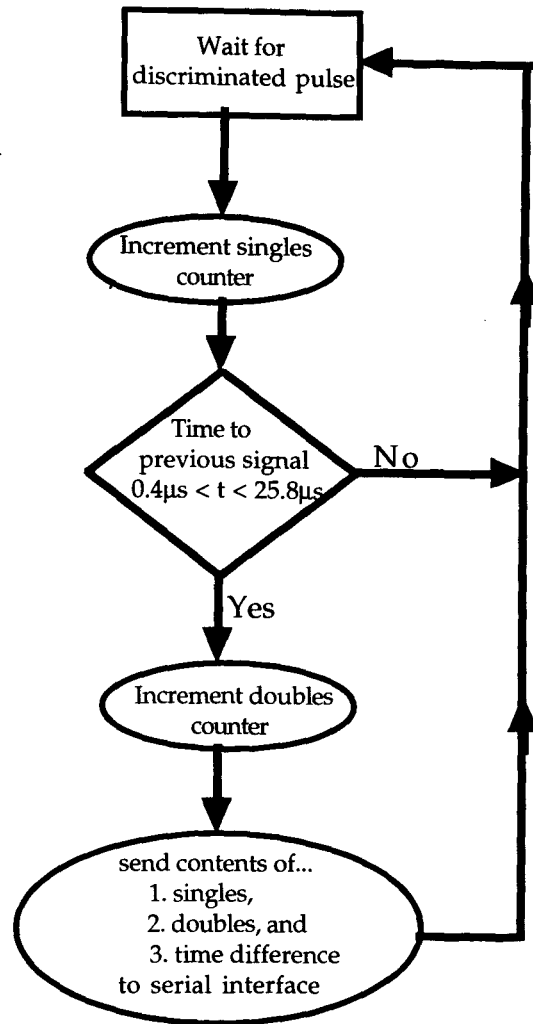 Wait for
discriminated pulse
Increment singles
counter
Time to
previous signal
0.4µs < t < 25.8µs
No
Yes
Increment doubles
counter
send contents of...
1. singles,
2. doubles, and
3. time difference
to serial interface